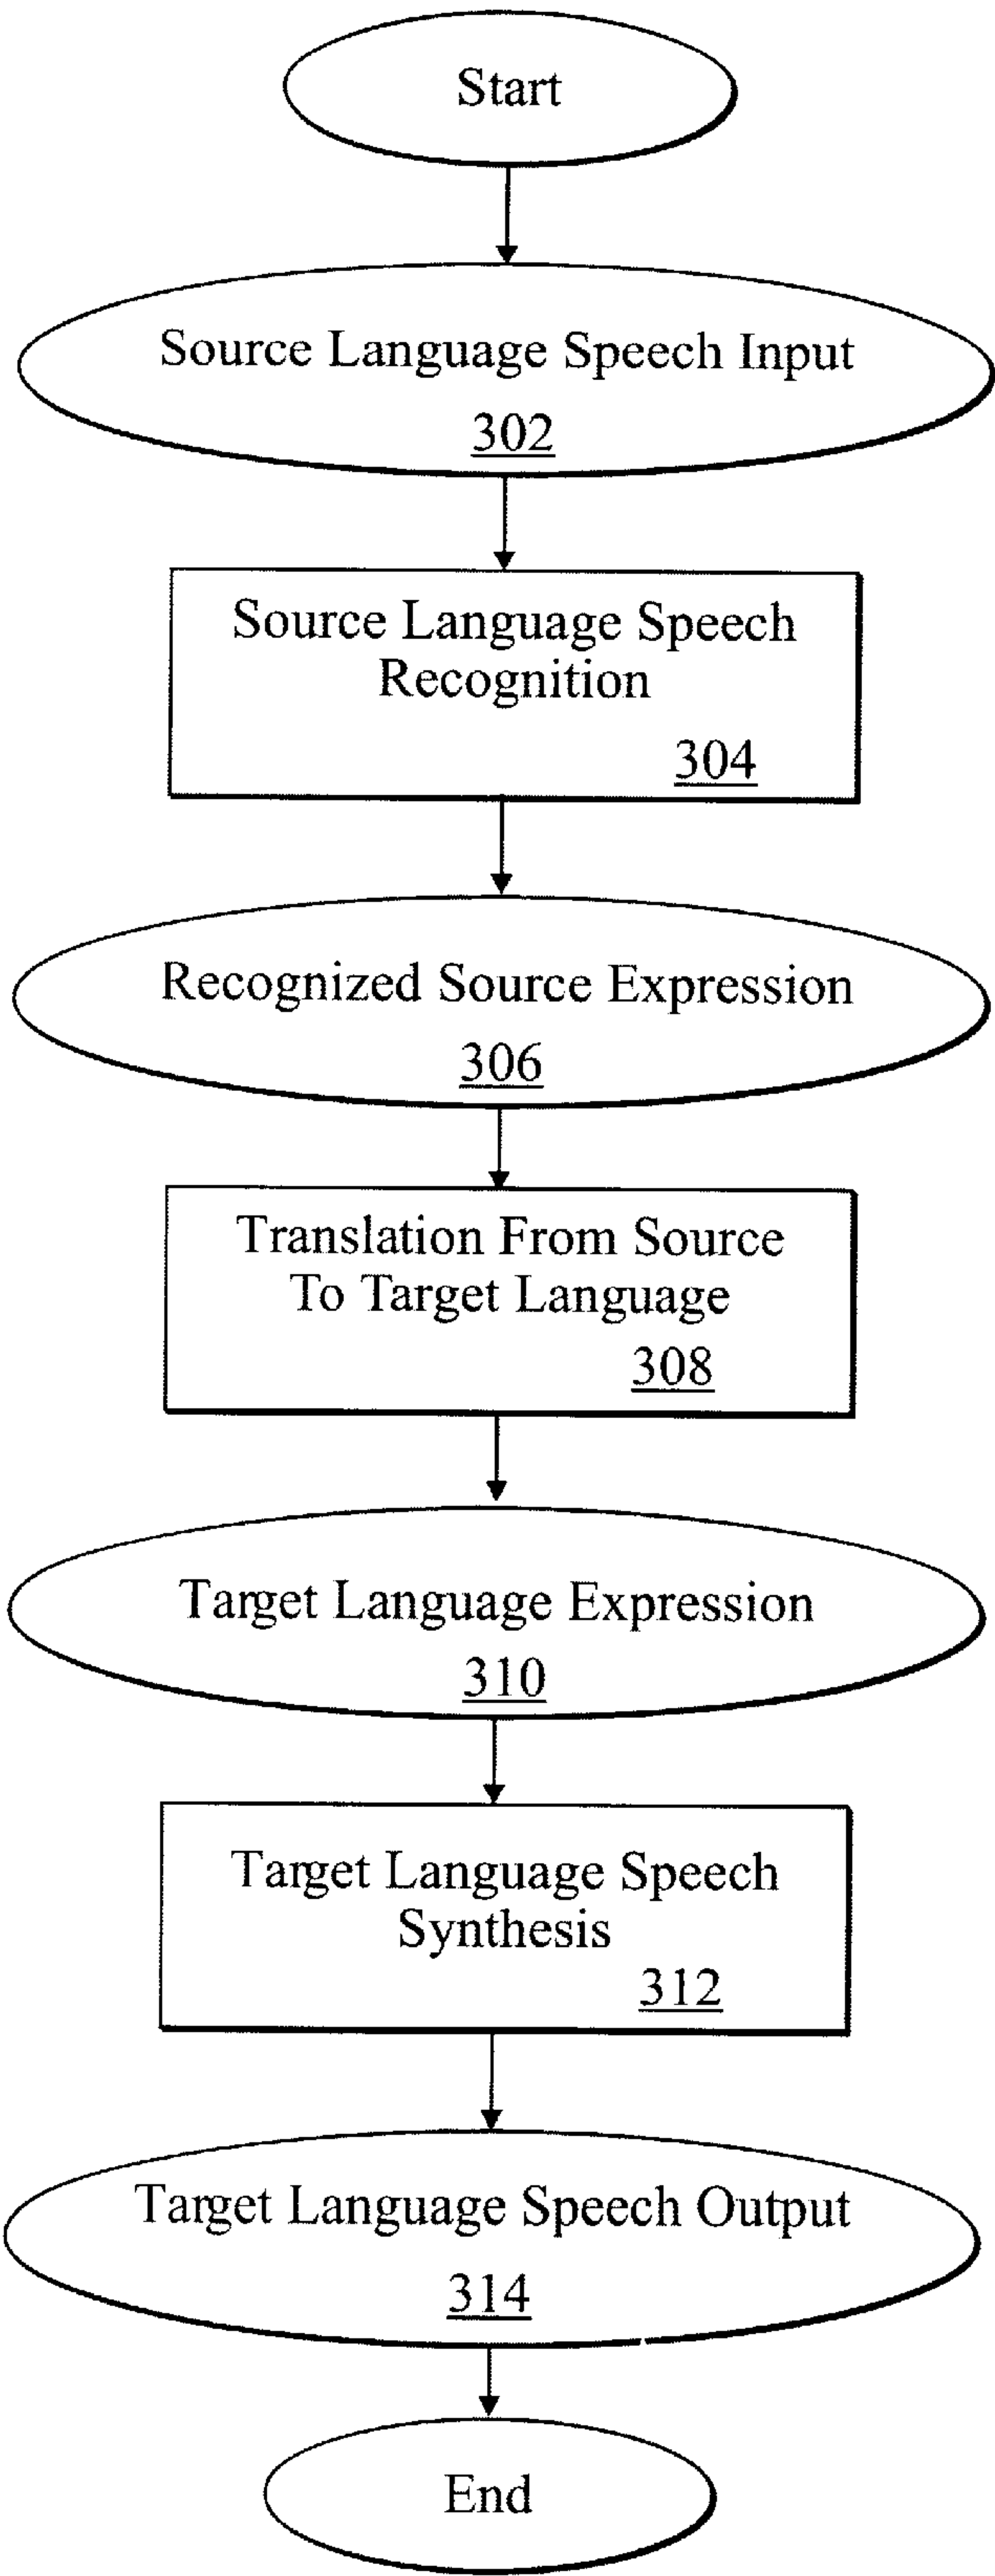 Start
Source Language Speech Input
302
Source Language Speech
Recognition
304
Recognized Source Expression
306
Translation From Source
To Target Language
308
Target Language Expression
310
Target Language Speech
Synthesis
312
Target Language Speech Output
314
End